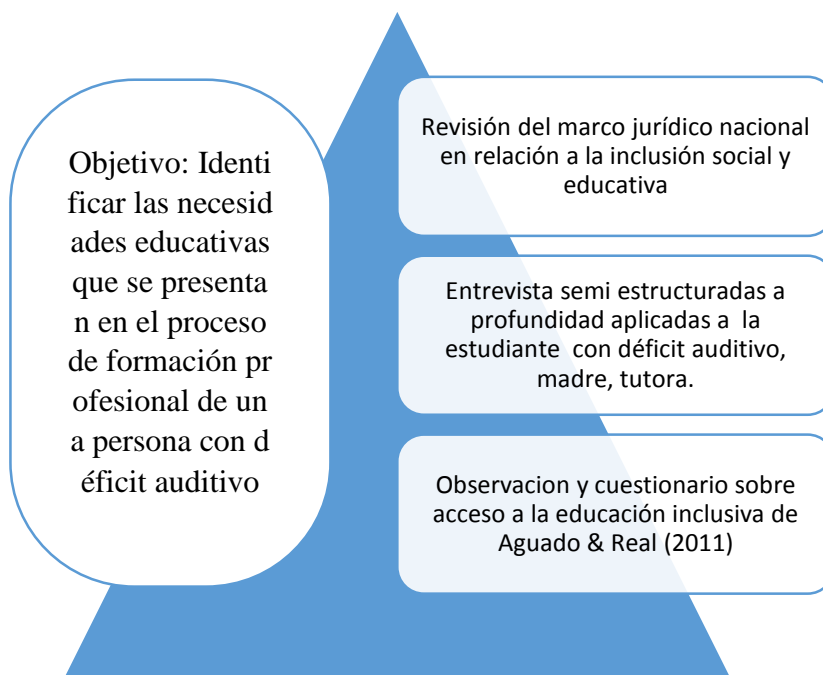 Objetivo: Identi
ficar las necesid
ades educativas
que se presenta
n en el proceso
de formación pr
ofesional de un
a persona con d
éficit auditivo
Revisión del marco jurídico nacional
en relación a la inclusión social y
educativa
Entrevista semi estructuradas a
profundidad aplicadas a  la
estudiante  con déficit auditivo,
madre, tutora.
Observacion y cuestionario sobre
acceso a la educación inclusiva de
Aguado & Real (2011)